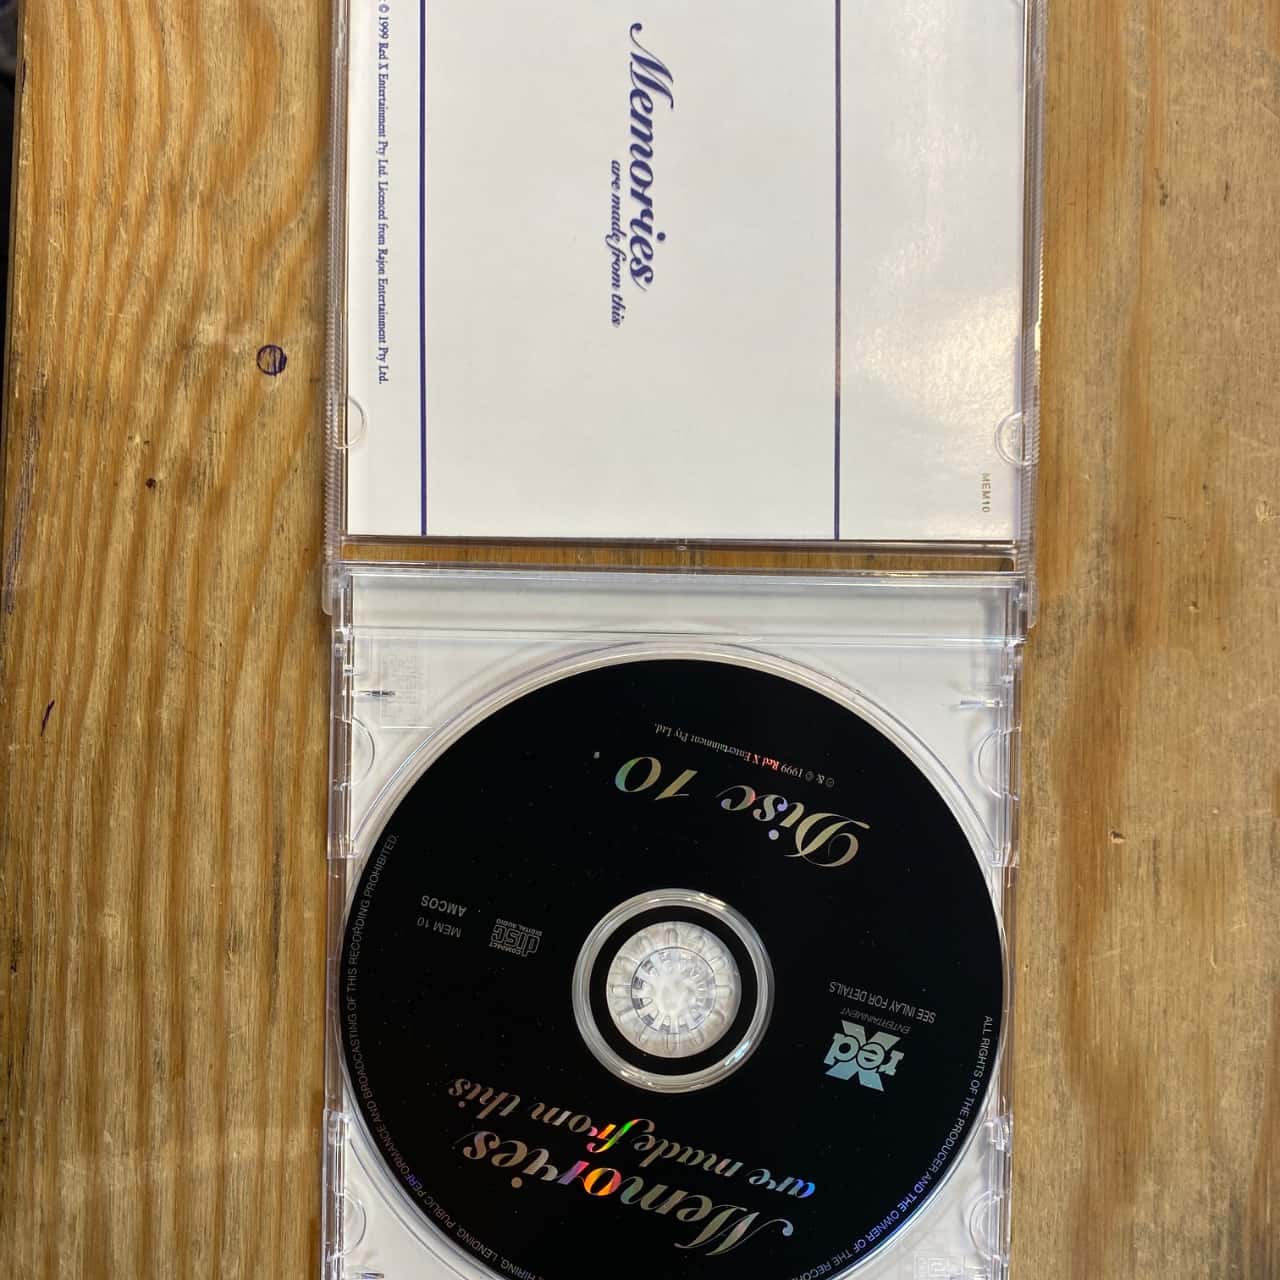 Memories
are made from this
: © 1999 Red X Entertainment Pty Ltd. Licenced from Rajon Entertainment Pty Ltd.
MEM10
Memories
are made from this
red X
ENTERTAINMENT
SEE INLAY FOR DETAILS
COMPACT
disc
DIGITAL AUDIO
MEM 10
AMCOS
Disc 10
℗ & © 1999 Red X Entertainment Pty Ltd.
ALL RIGHTS OF THE PRODUCER AND THE OWNER OF THE
HIRING, LENDING, PUBLIC PERFORMANCE AND BROADCASTING OF THIS RECORDING PROHIBITED.